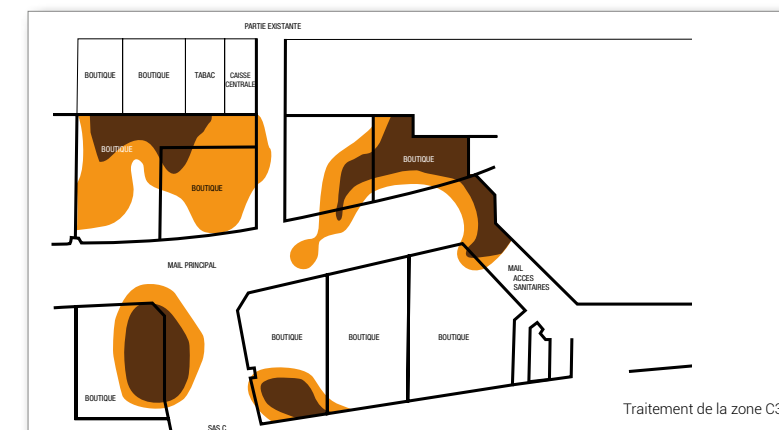 PARTIE EXISTANTE
BOUTIQUE
BOUTIQUE
TABAC
CAISSE
CENTRALE
BOUTIQUE
BOUTIQUE
BOUTIQUE
MAIL PRINCIPAL
MAIL
ACCES
SANITAIRES
BOUTIQUE
BOUTIQUE
BOUTIQUE
BOUTIQUE
Traitement de la zone C3
SAS C